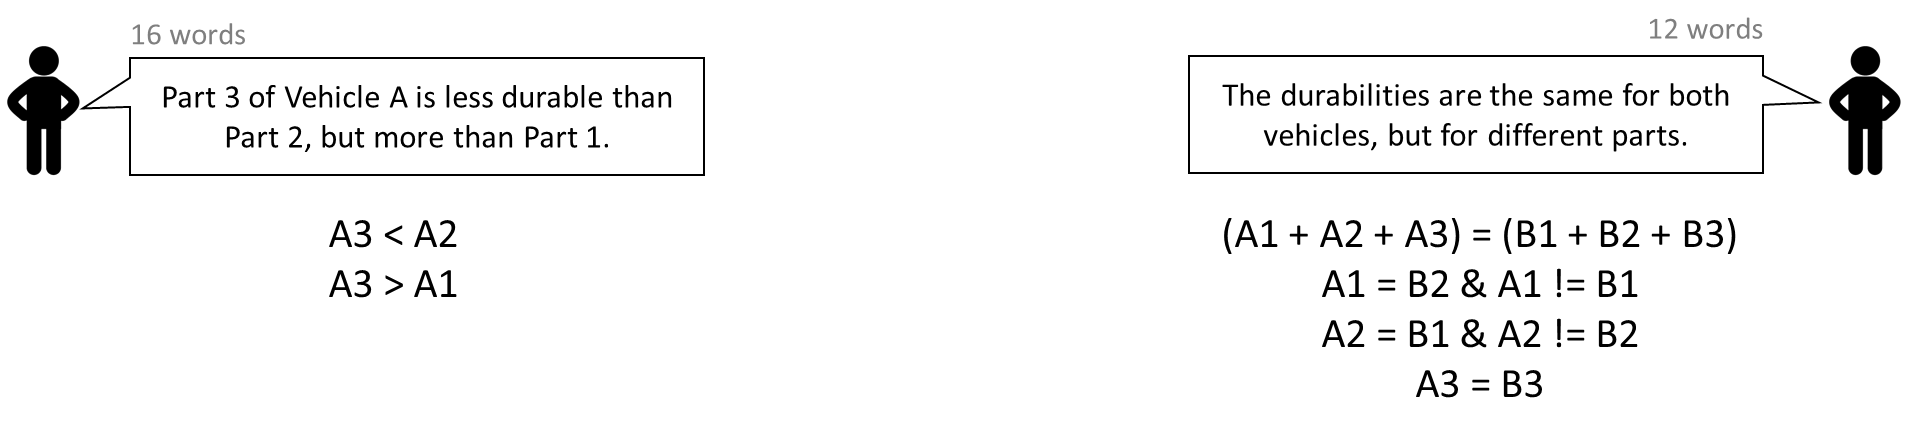 16 words
Part 3 of Vehicle A is less durable than
Part 2, but more than Part 1.
A3 < A2
A3 > A1
12 words
The durabilities are the same for both
vehicles, but for different parts.
(A1 + A2 + A3) = (B1 + B2 + B3)
A1 = B2 & A1 != B1
A2 = B1 & A2 != B2
A3 = B3